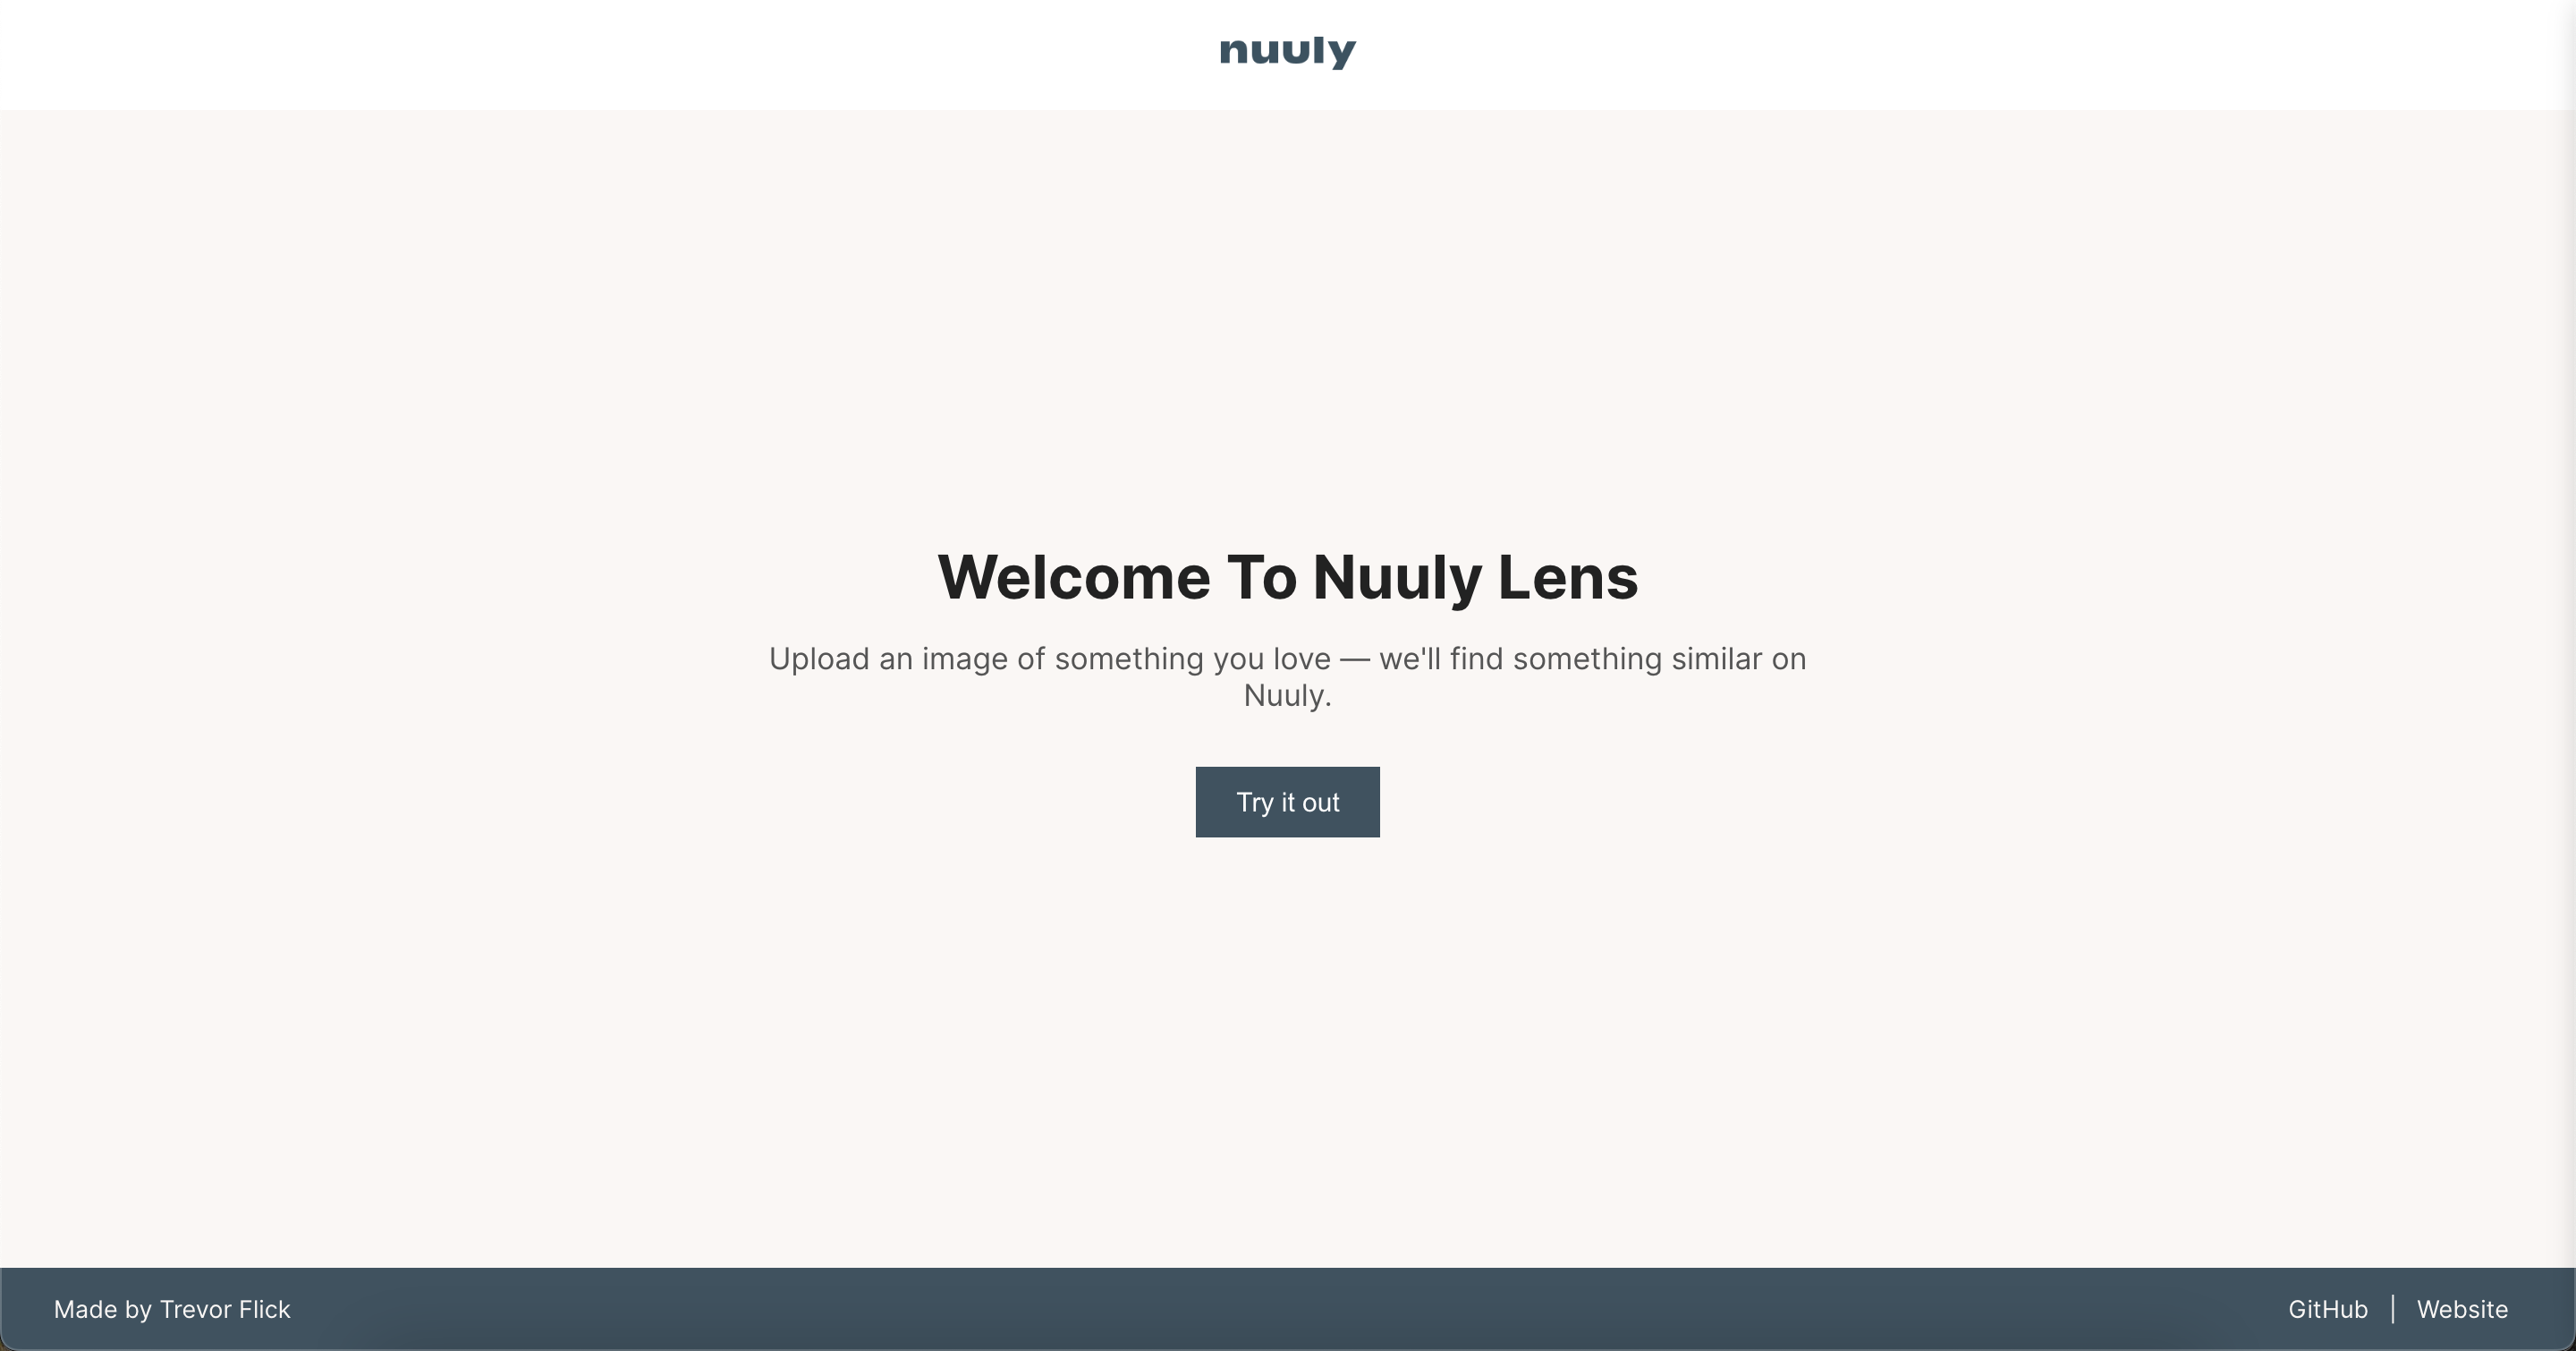 nuuly
Welcome To Nuuly Lens
Upload an image of something you love — we'll find something similar on
Nuuly.
Try it out
Made by Trevor Flick
GitHub | Website